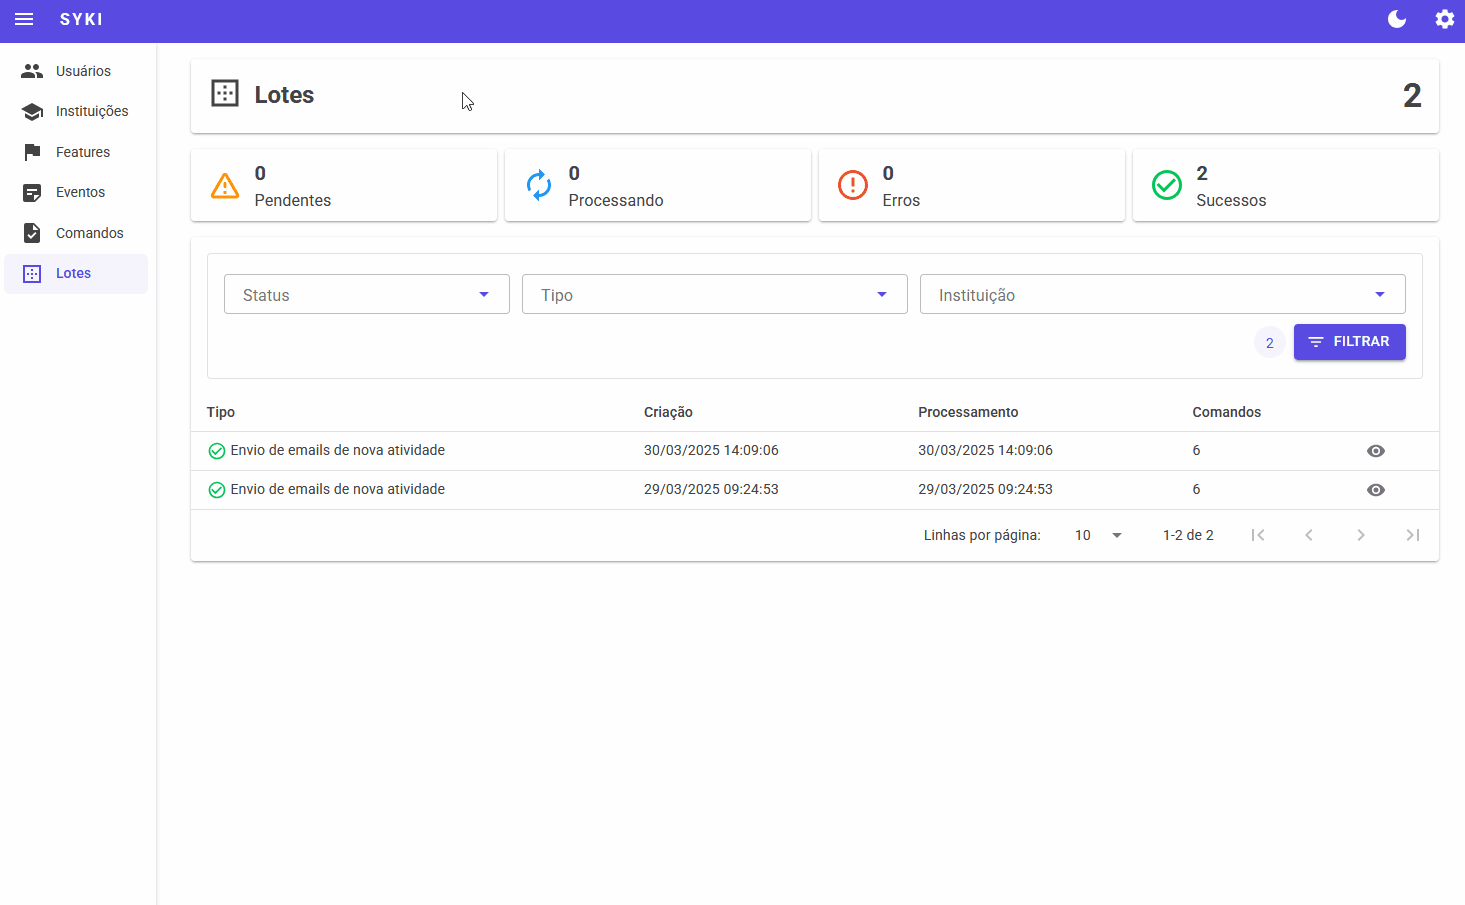 SYKI
Usuários
Instituições
Features
Eventos
Comandos
Lotes
Lotes
2
0
Pendentes
0
Processando
0
Erros
2
Sucessos
Status
Tipo
Instituição
2
FILTRAR
Tipo Criação Processamento Comandos
Envio de emails de nova atividade 30/03/2025 14:09:06 30/03/2025 14:09:06 6
Envio de emails de nova atividade 29/03/2025 09:24:53 29/03/2025 09:24:53 6
Linhas por página: 10 1-2 de 2